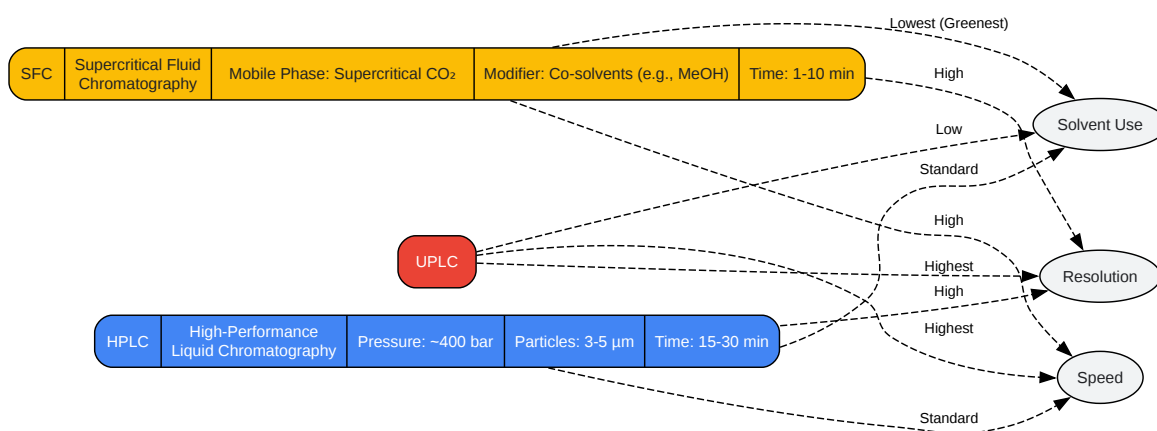 Lowest (Greenest)
SFC
Supercritical Fluid
Chromatography
Mobile Phase: Supercritical CO₂
Modifier: Co-solvents (e.g., MeOH)
Time: 1-10 min
High
Solvent Use
Low
Standard
High
UPLC
Highest
Resolution
High
HPLC
High-Performance
Liquid Chromatography
Pressure: ~400 bar
Particles: 3-5 µm
Time: 15-30 min
Highest
Speed
Standard